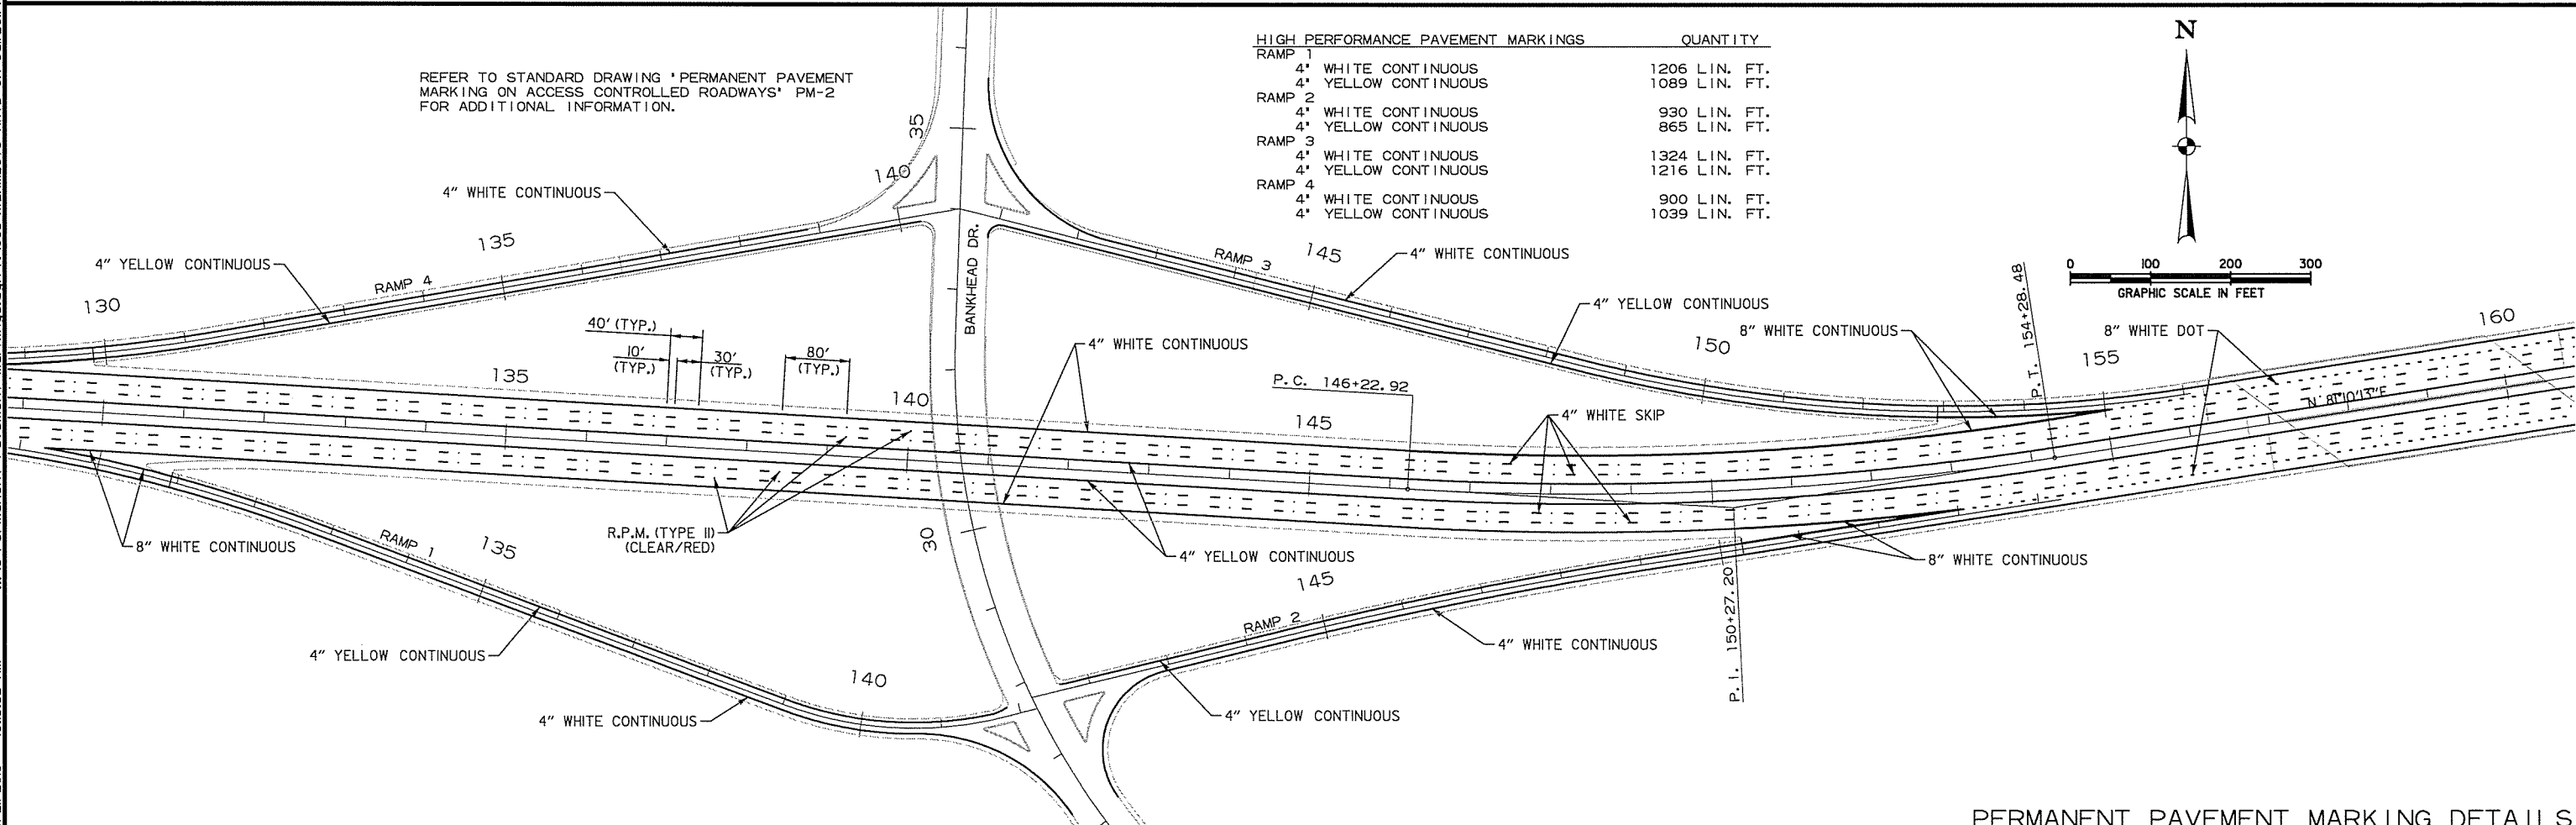 REFER TO STANDARD DRAWING "PERMANENT PAVEMENT
MARKING ON ACCESS CONTROLLED ROADWAYS" PM-2
FOR ADDITIONAL INFORMATION.
HIGH PERFORMANCE PAVEMENT MARKINGS QUANTITY
RAMP 1
4" WHITE CONTINUOUS 1206 LIN. FT.
4" YELLOW CONTINUOUS 1089 LIN. FT.
RAMP 2
4" WHITE CONTINUOUS 930 LIN. FT.
4" YELLOW CONTINUOUS 865 LIN. FT.
RAMP 3
4" WHITE CONTINUOUS 1324 LIN. FT.
4" YELLOW CONTINUOUS 1216 LIN. FT.
RAMP 4
4" WHITE CONTINUOUS 900 LIN. FT.
4" YELLOW CONTINUOUS 1039 LIN. FT.
N
0 100 200 300
GRAPHIC SCALE IN FEET
35
140
4" WHITE CONTINUOUS
135
4" YELLOW CONTINUOUS
RAMP 4
130
BANKHEAD DR.
RAMP 3
145
4" WHITE CONTINUOUS
4" YELLOW CONTINUOUS
150
8" WHITE CONTINUOUS
P.T. 154+28.48
155
8" WHITE DOT
160
N 81°10'13"E
40' (TYP.)
10'
(TYP.)
30'
(TYP.)
80'
(TYP.)
135
140
4" WHITE CONTINUOUS
P.C. 146+22.92
145
4" WHITE SKIP
8" WHITE CONTINUOUS
RAMP 1
135
R.P.M. (TYPE II)
(CLEAR/RED)
30
4" YELLOW CONTINUOUS
145
8" WHITE CONTINUOUS
P.I. 150+27.20
RAMP 2
4" WHITE CONTINUOUS
4" YELLOW CONTINUOUS
140
4" WHITE CONTINUOUS
4" YELLOW CONTINUOUS
PERMANENT PAVEMENT MARKING DETAILS